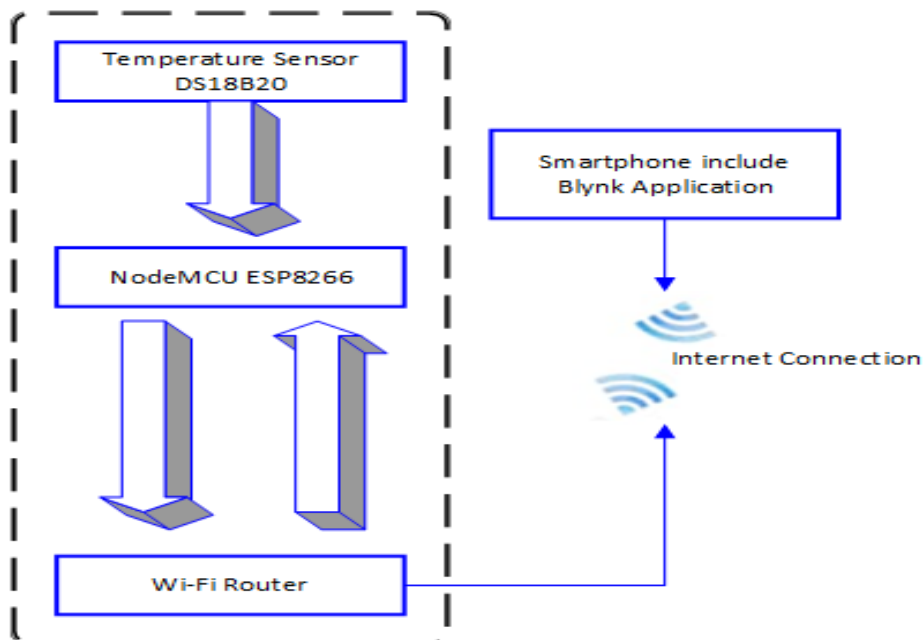 Temperature Sensor
DS18B20
Smartphone include
Blynk Application
NodeMCU ESP8266
Internet Connection
Wi-Fi Router